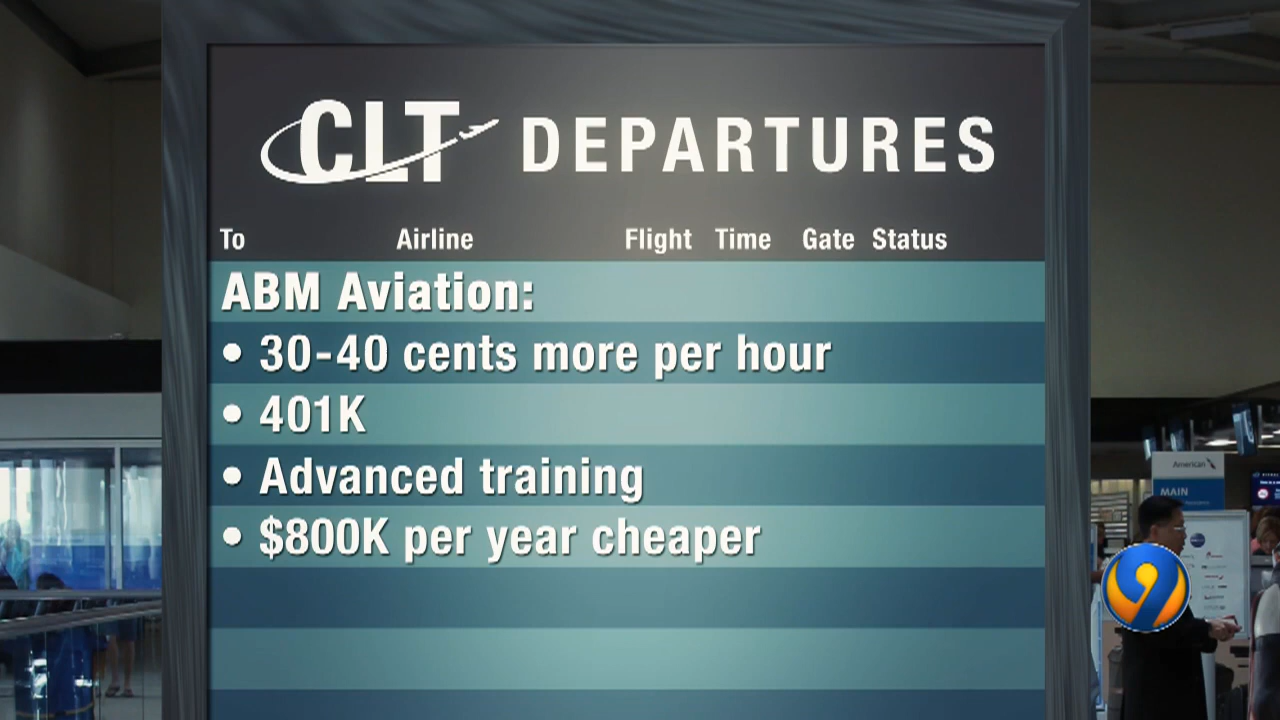 CLT DEPARTURES
To Airline Flight Time Gate Status
ABM Aviation:
• 30-40 cents more per hour
• 401K
• Advanced training
• $800K per year cheaper
American
MAIN
9